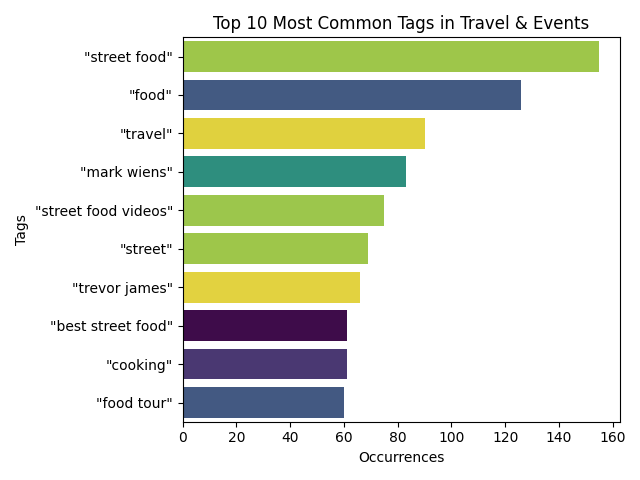 Top 10 Most Common Tags in Travel & Events
"street food"
"food"
"travel"
"mark wiens"
"street food videos"
"street"
"trevor james"
"best street food"
"cooking"
"food tour"
Tags
0 20 40 60 80 100 120 140 160
Occurrences